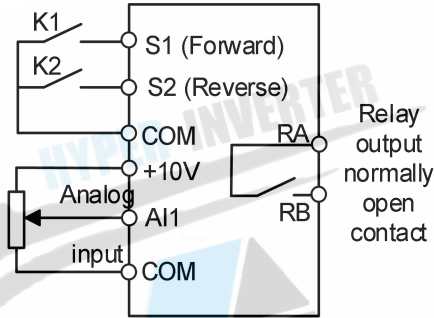 K1
S1 (Forward)
K2
S2 (Reverse)
COM
HYPER INVERTER
RA
Relay
output
normally
open
contact
+10V
Analog
AI1
RB
input
COM